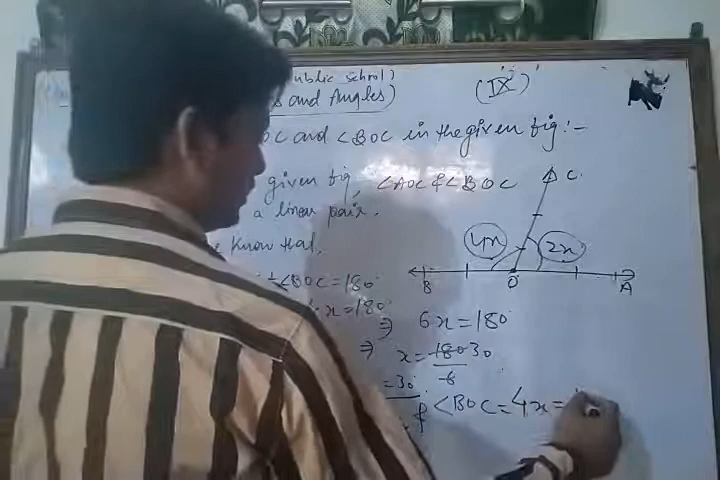 ublic school)
s and Angles)
(IX)
OC and <BOC in the given fig:-
given fig, <AOC & <BOC
a linear pair.
Know that,
<BOC = 180°
x = 180°
4x
2x
C
B
O
A
⇒ 6x = 180°
⇒ x = 180 30
6
= 30
<BOC = 4x =